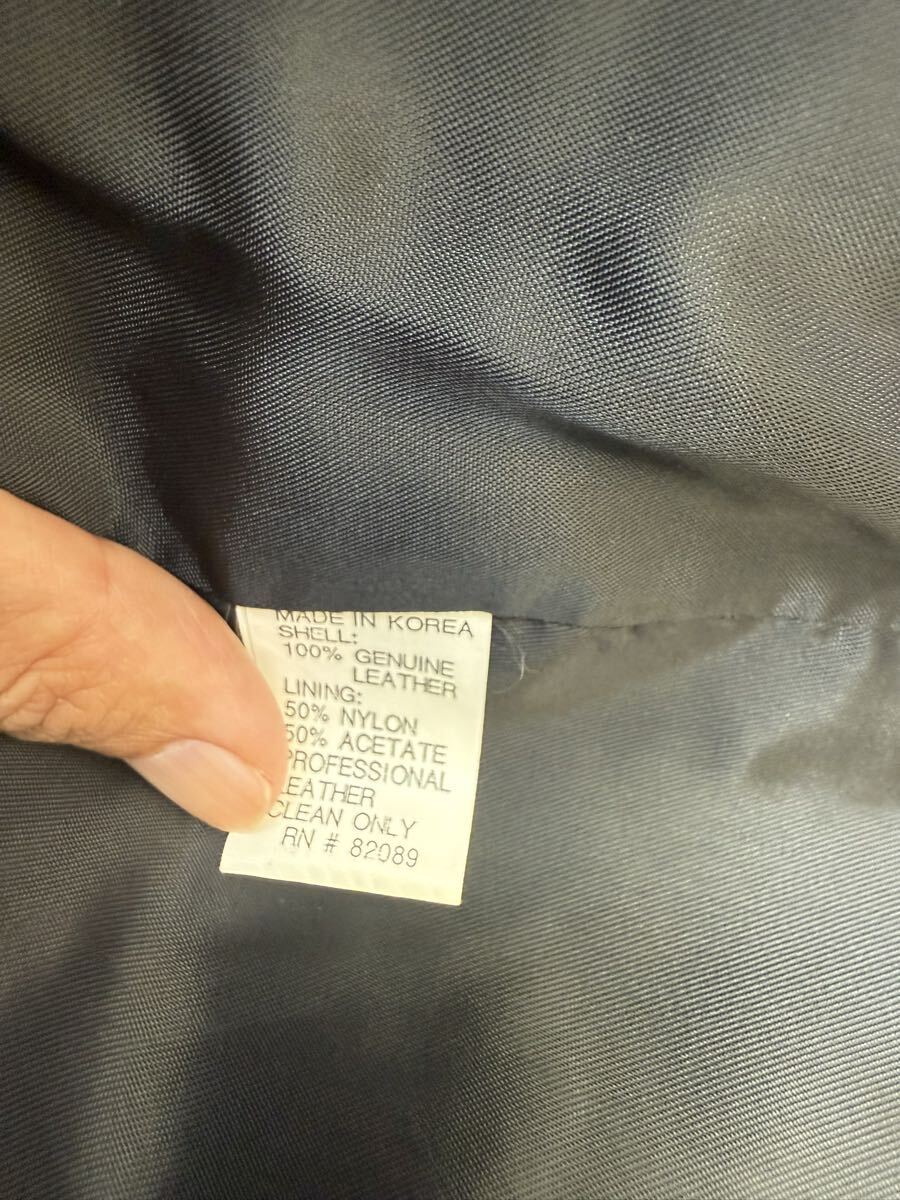 MADE IN KOREA
SHELL:
100% GENUINE
LEATHER
LINING:
50% NYLON
50% ACETATE
PROFESSIONAL
LEATHER
CLEAN ONLY
RN # 82089